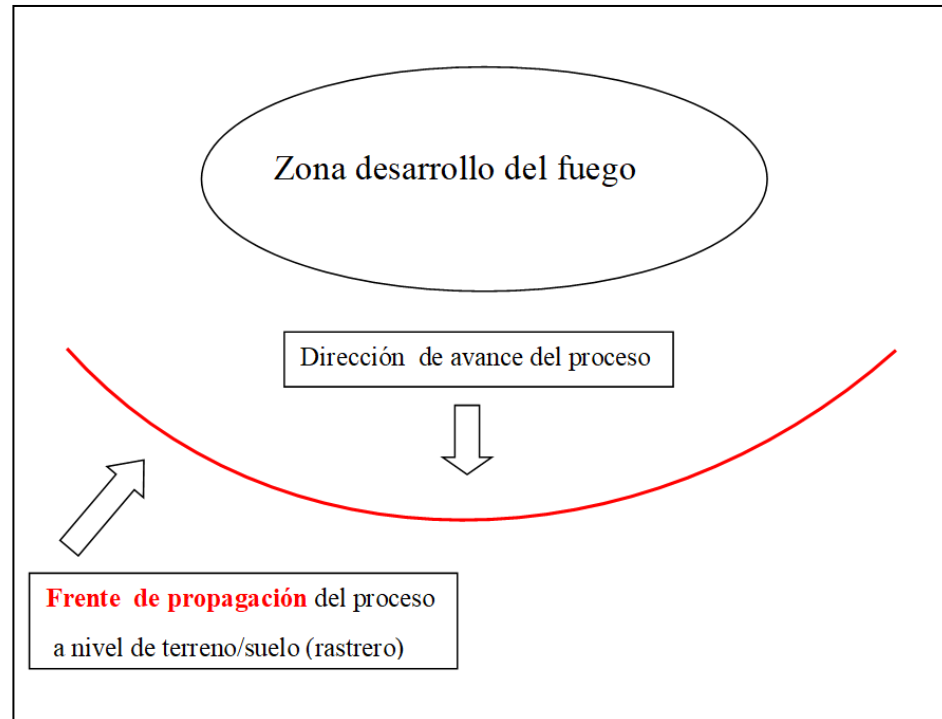 Zona desarrollo del fuego
Dirección de avance del proceso
Frente de propagación del proceso
a nivel de terreno/suelo (rastrero)